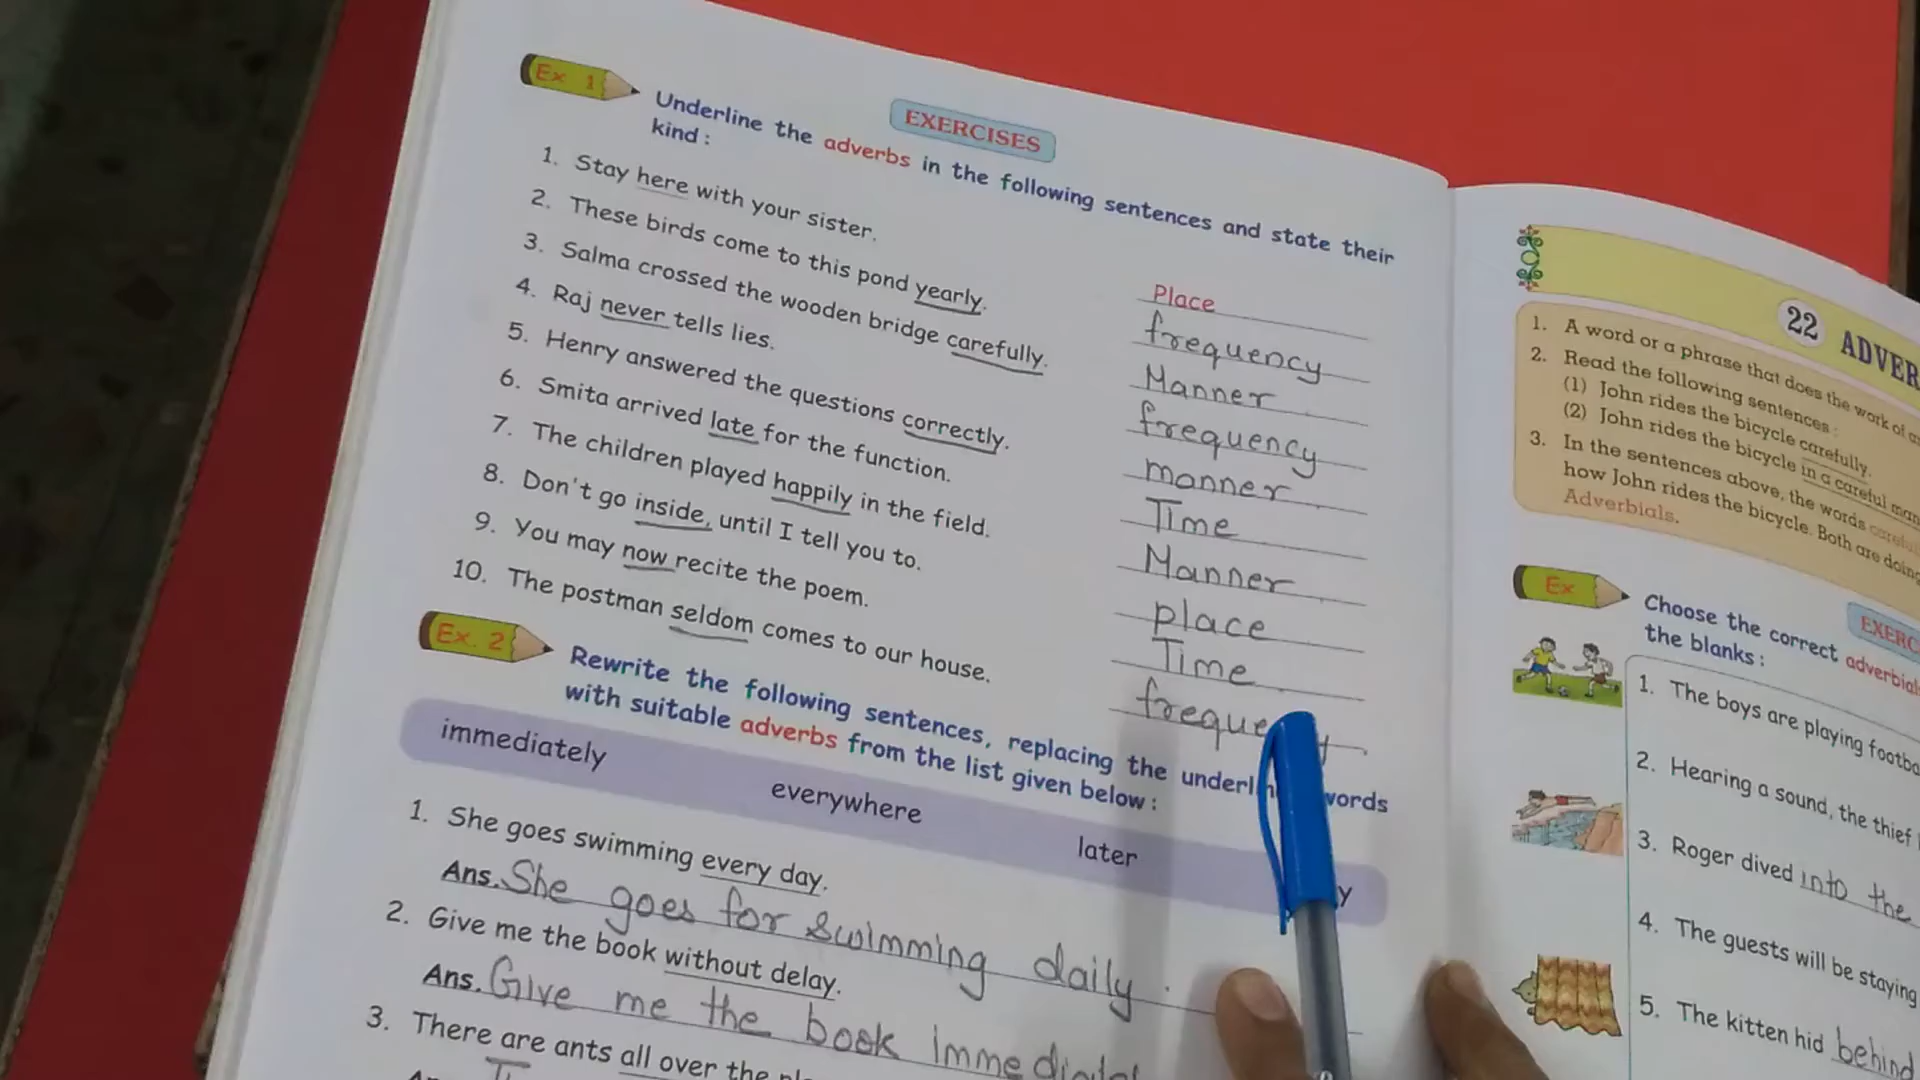 Ex 1
EXERCISES
Underline the adverbs in the following sentences and state their
kind :
1. Stay here with your sister. Place
2. These birds come to this pond yearly. frequency
3. Salma crossed the wooden bridge carefully. Manner
4. Raj never tells lies. frequency
5. Henry answered the questions correctly. manner
6. Smita arrived late for the function. Time
7. The children played happily in the field. Manner
8. Don't go inside, until I tell you to. place
9. You may now recite the poem. Time
10. The postman seldom comes to our house.
Ex. 2
Rewrite the following sentences, replacing the words
with suitable adverbs from the list given below :
immediately everywhere later
1. She goes swimming every day.
Ans. She goes for swimming daily.
2. Give me the book without delay.
Ans. Give me the book
3. There are ants all over the
22
1. A word or a phrase that does the work of
2. Read the following sentences :
(1) John rides the bicycle carefully.
(2) John rides the bicycle in a careful
3. In the sentences above, the words
how John rides the bicycle. Both are
Adverbials.
Ex
Choose the correct
the blanks :
1. The boys are playing
2. Hearing a sound, the thief
3. Roger dived into the
4. The guests will be staying
5. The kitten hid behind